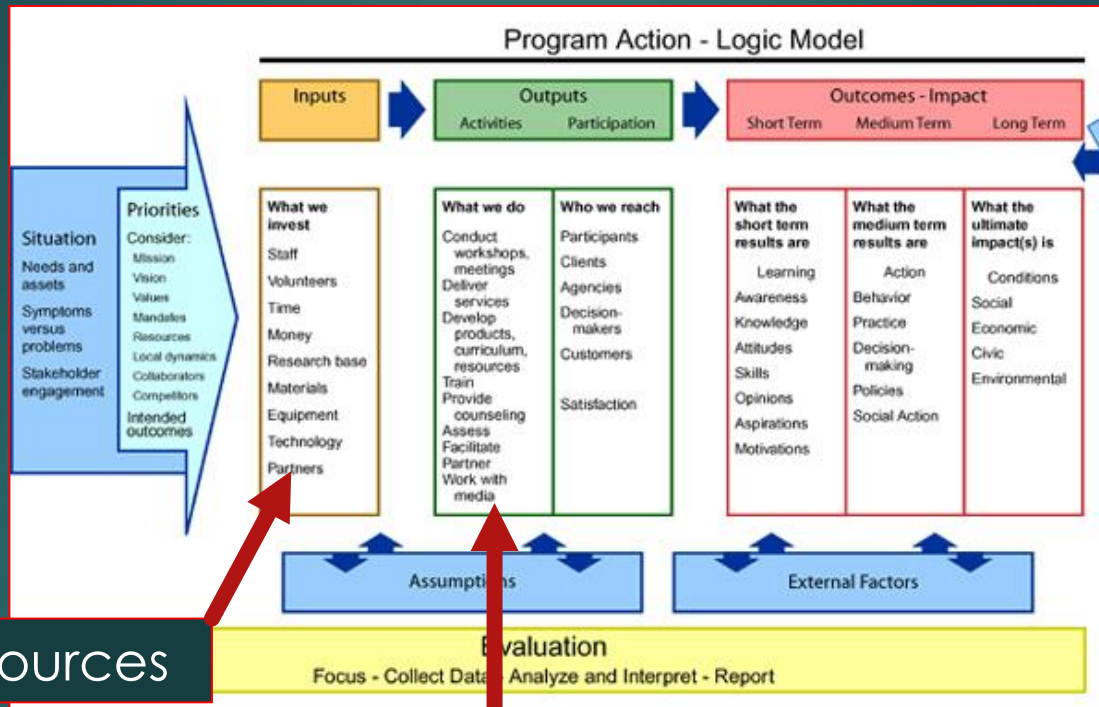 Program Action - Logic Model
Inputs
Outputs
Activities Participation
Outcomes - Impact
Short Term Medium Term Long Term
Situation
Needs and
assets
Symptoms
versus
problems
Stakeholder
engagement
Priorities
Consider:
Mission
Vision
Values
Mandates
Resources
Local dynamics
Collaborators
Competitors
Intended
outcomes
What we
invest
Staff
Volunteers
Time
Money
Research base
Materials
Equipment
Technology
Partners
What we do
Conduct
workshops,
meetings
Deliver
services
Develop
products,
curriculum,
resources
Train
Provide
counseling
Assess
Facilitate
Partner
Work with
media
Who we reach
Participants
Clients
Agencies
Decision-
makers
Customers
Satisfaction
What the
short term
results are
Learning
Awareness
Knowledge
Attitudes
Skills
Opinions
Aspirations
Motivations
What the
medium term
results are
Action
Behavior
Practice
Decision-
making
Policies
Social Action
What the
ultimate
impact(s) is
Conditions
Social
Economic
Civic
Environmental
Assumptions
External Factors
ources
Evaluation
Focus - Collect Data - Analyze and Interpret - Report